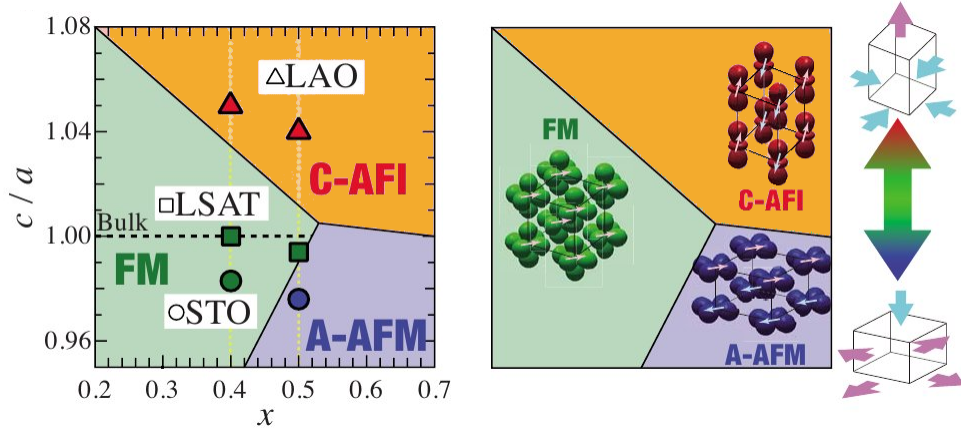 1.08
1.04
1.00
0.96
c / a
0.2
0.3
0.4
0.5
0.6
0.7
x
△LAO
C-AFI
□LSAT
Bulk
FM
○STO
A-AFM
FM
C-AFI
A-AFM